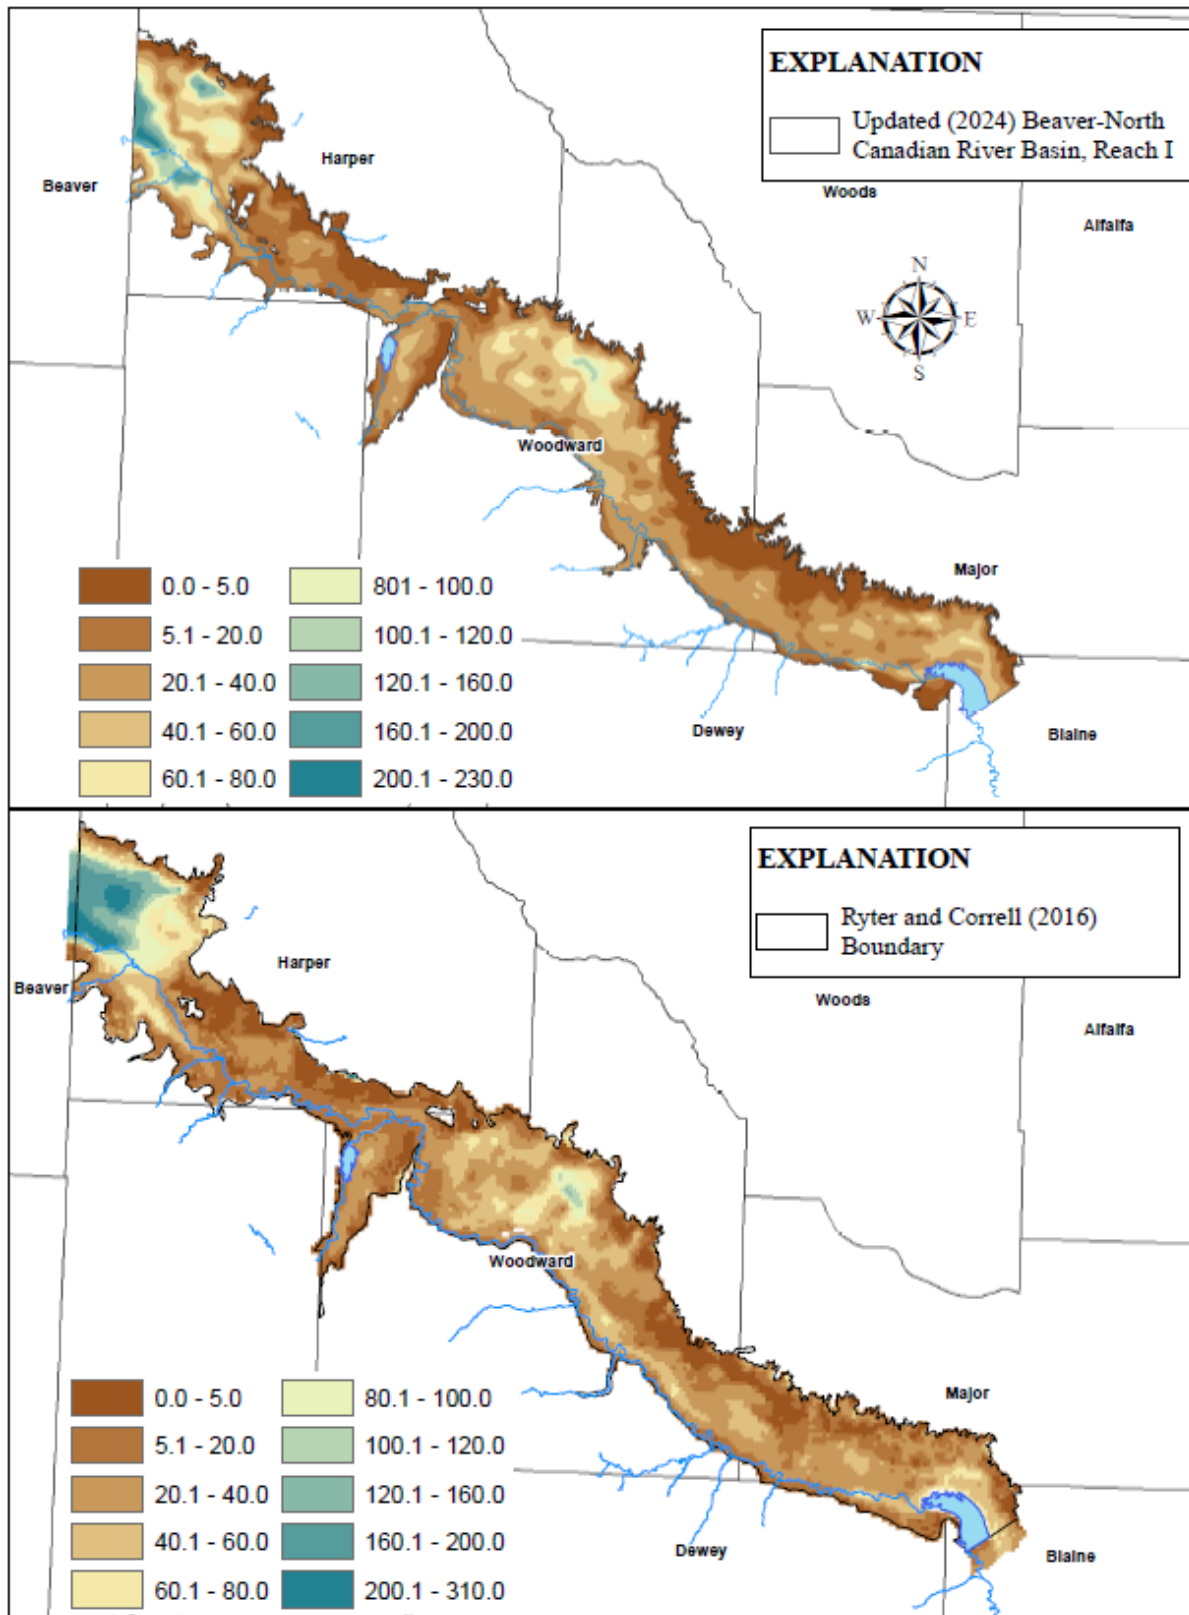 EXPLANATION
Updated (2024) Beaver-North
Canadian River Basin, Reach I
Harper
Beaver
Woods
Alfalfa
N
W E
S
Woodward
0.0 - 5.0 801 - 100.0
Major
5.1 - 20.0 100.1 - 120.0
20.1 - 40.0 120.1 - 160.0
40.1 - 60.0 160.1 - 200.0
Dewey
Blaine
60.1 - 80.0 200.1 - 230.0
EXPLANATION
Ryter and Correll (2016)
Boundary
Harper
Beaver
Woods
Alfalfa
Woodward
Major
0.0 - 5.0 80.1 - 100.0
5.1 - 20.0 100.1 - 120.0
20.1 - 40.0 120.1 - 160.0
40.1 - 60.0 160.1 - 200.0
Dewey
Blaine
60.1 - 80.0 200.1 - 310.0